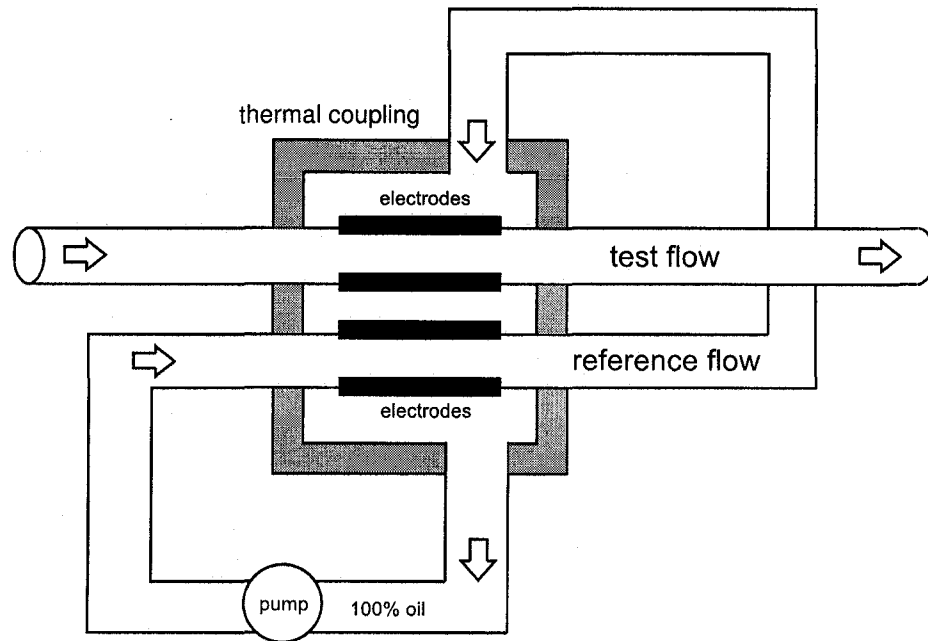 thermal coupling
electrodes
test flow
reference flow
electrodes
pump
100% oil